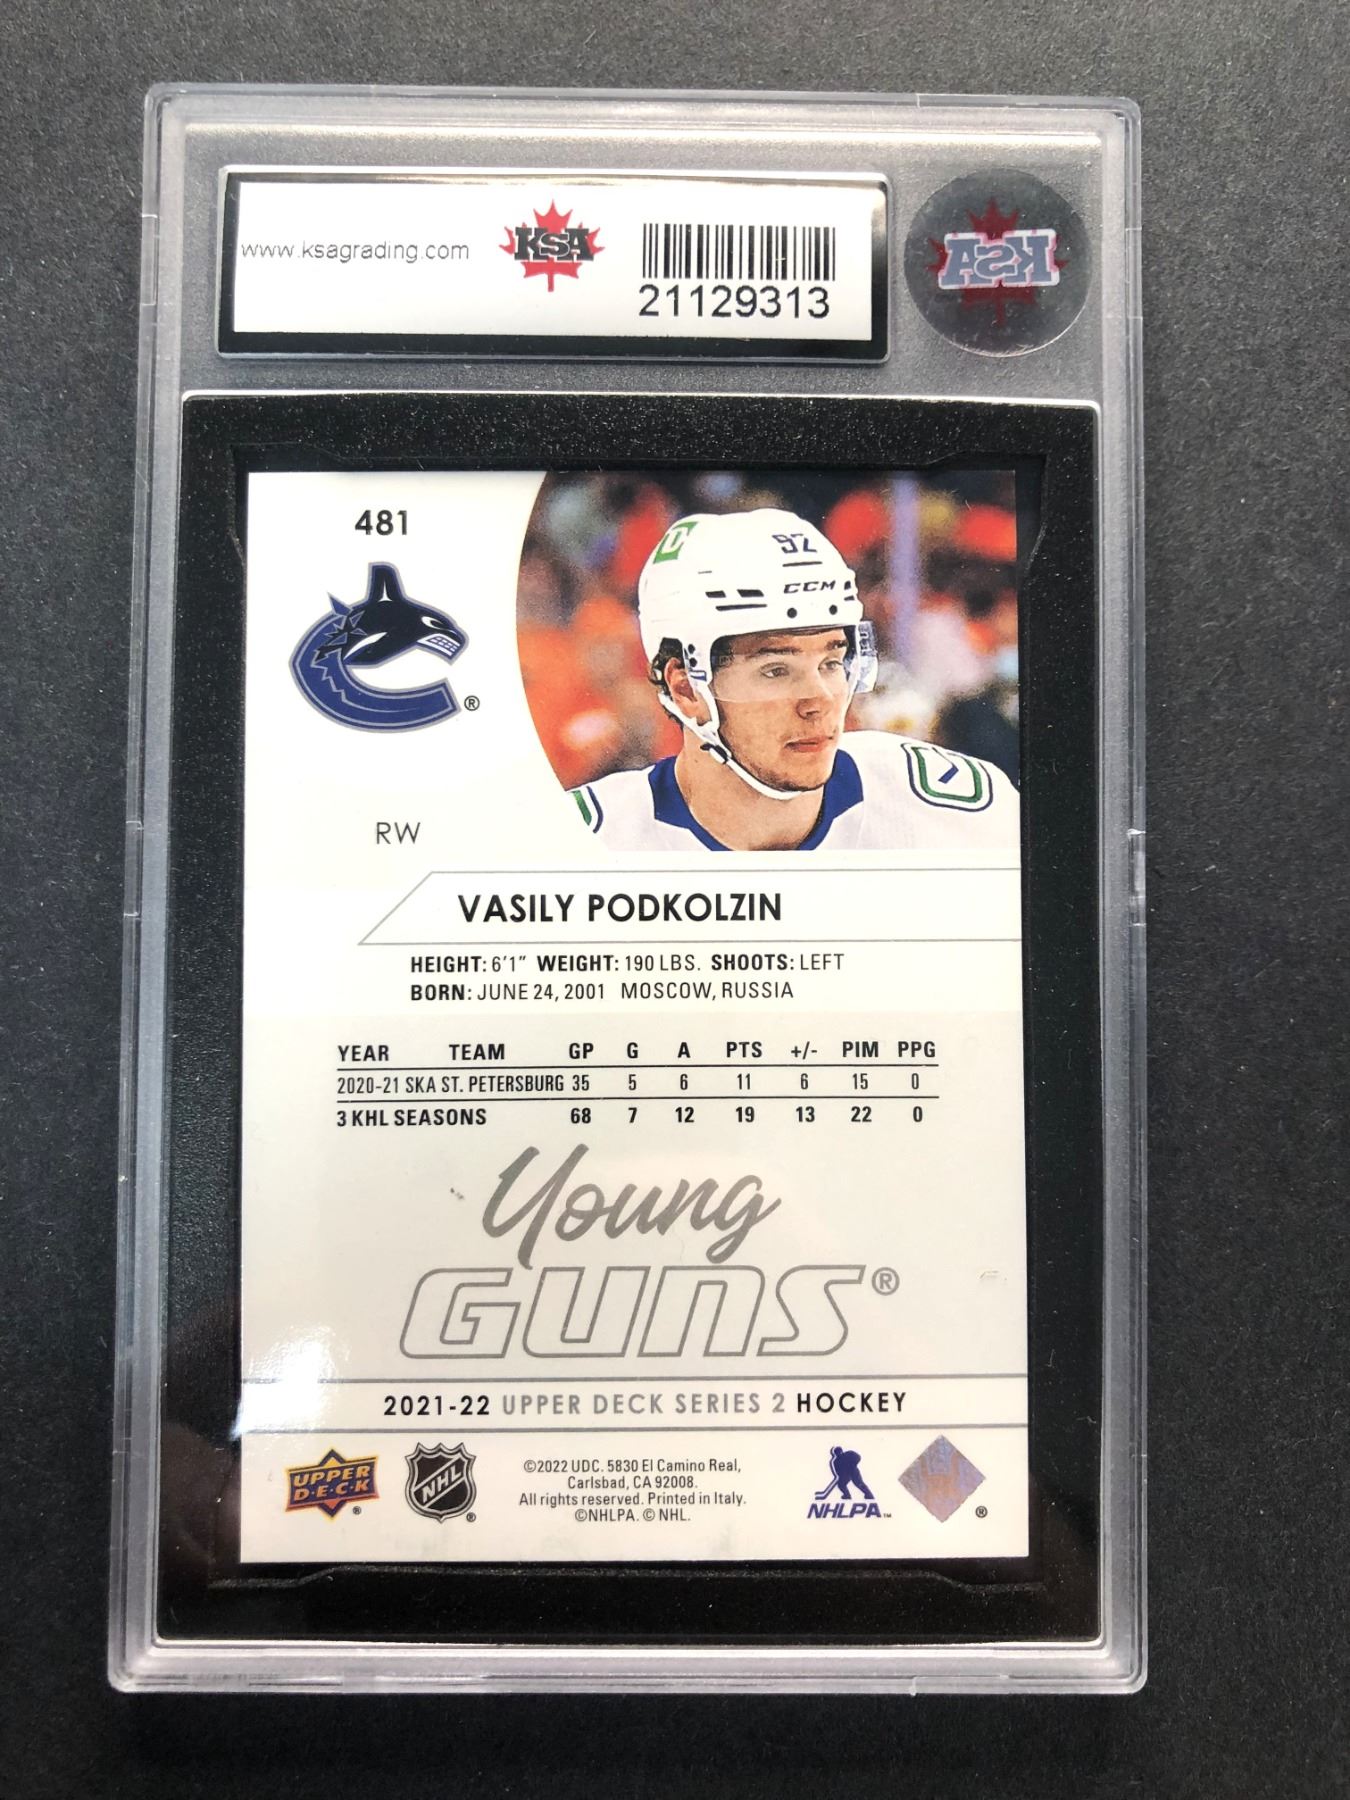 www.ksagrading.com
KSA
21129313
KSA
481
92
CCM
®
RW
VASILY PODKOLZIN
HEIGHT: 6'1" WEIGHT: 190 LBS. SHOOTS: LEFT
BORN: JUNE 24, 2001 MOSCOW, RUSSIA
YEAR TEAM GP G A PTS +/- PIM PPG
2020-21 SKA ST. PETERSBURG 35 5 6 11 6 15 0
3 KHL SEASONS 68 7 12 19 13 22 0
Young
GUNS®
2021-22 UPPER DECK SERIES 2 HOCKEY
UPPER
D·E·C·K
®
NHL
®
©2022 UDC. 5830 El Camino Real,
Carlsbad, CA 92008.
All rights reserved. Printed in Italy.
©NHLPA. © NHL.
NHLPA™
®